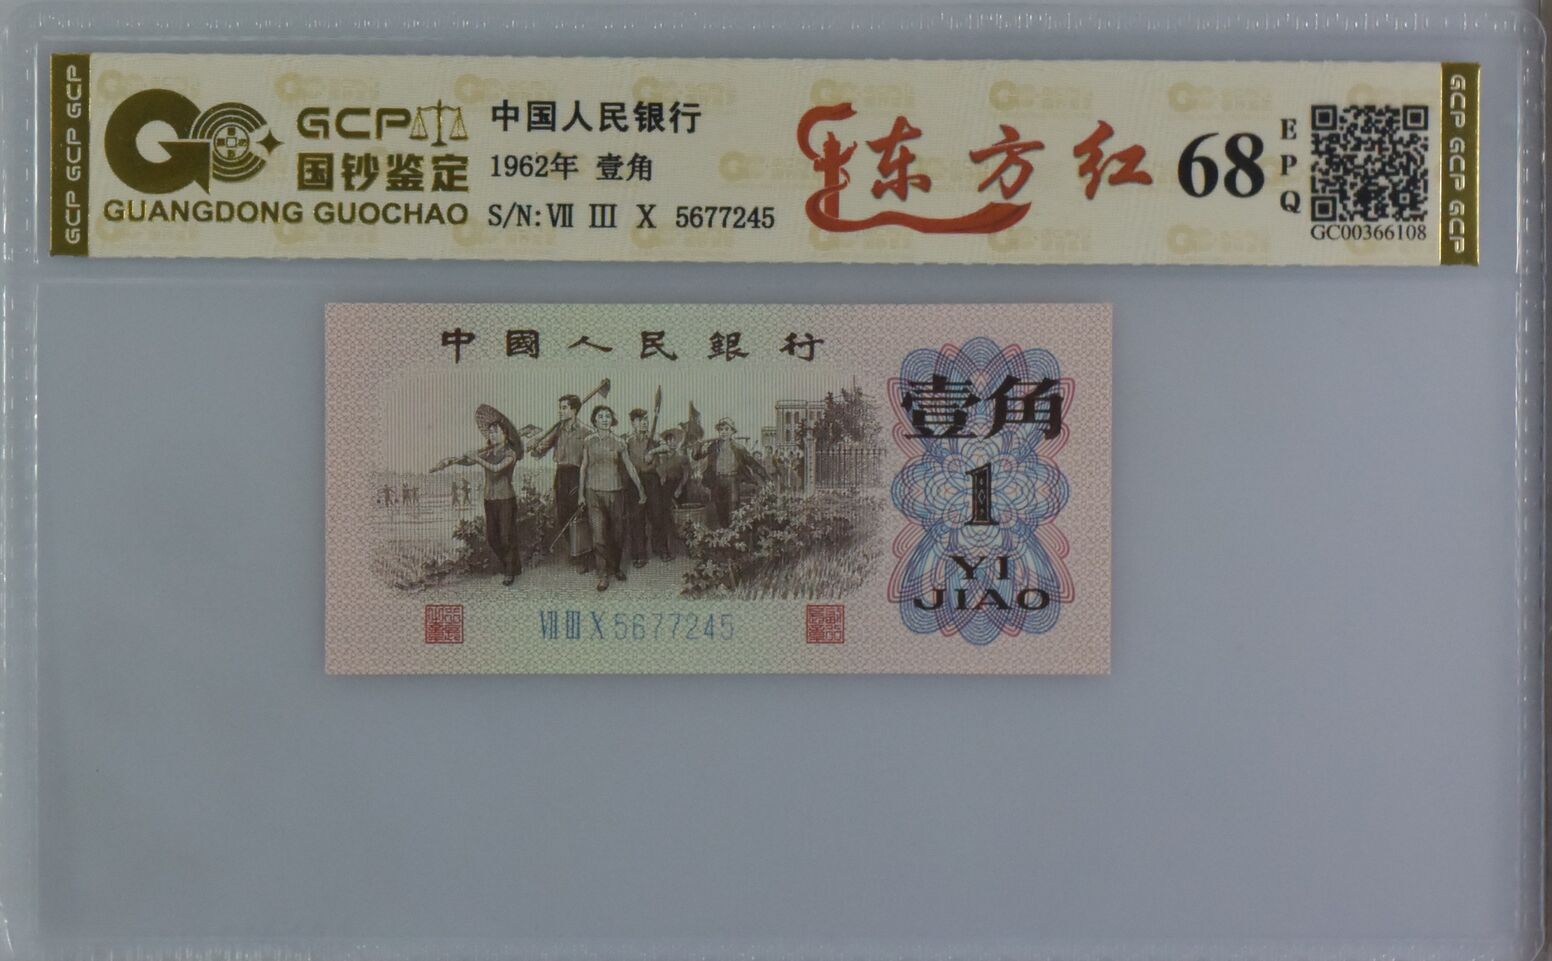 GCP GCP GCP
GCP
国钞鉴定
GUANGDONG GUOCHAO
中国人民银行
1962年 壹角
S/N: Ⅶ Ⅲ Ⅹ 5677245
东方红
68
EPQ
GC00366108
GCP GCP GCP
中國人民銀行
壹角
1
YI
JIAO
Ⅶ Ⅲ Ⅹ 5677245